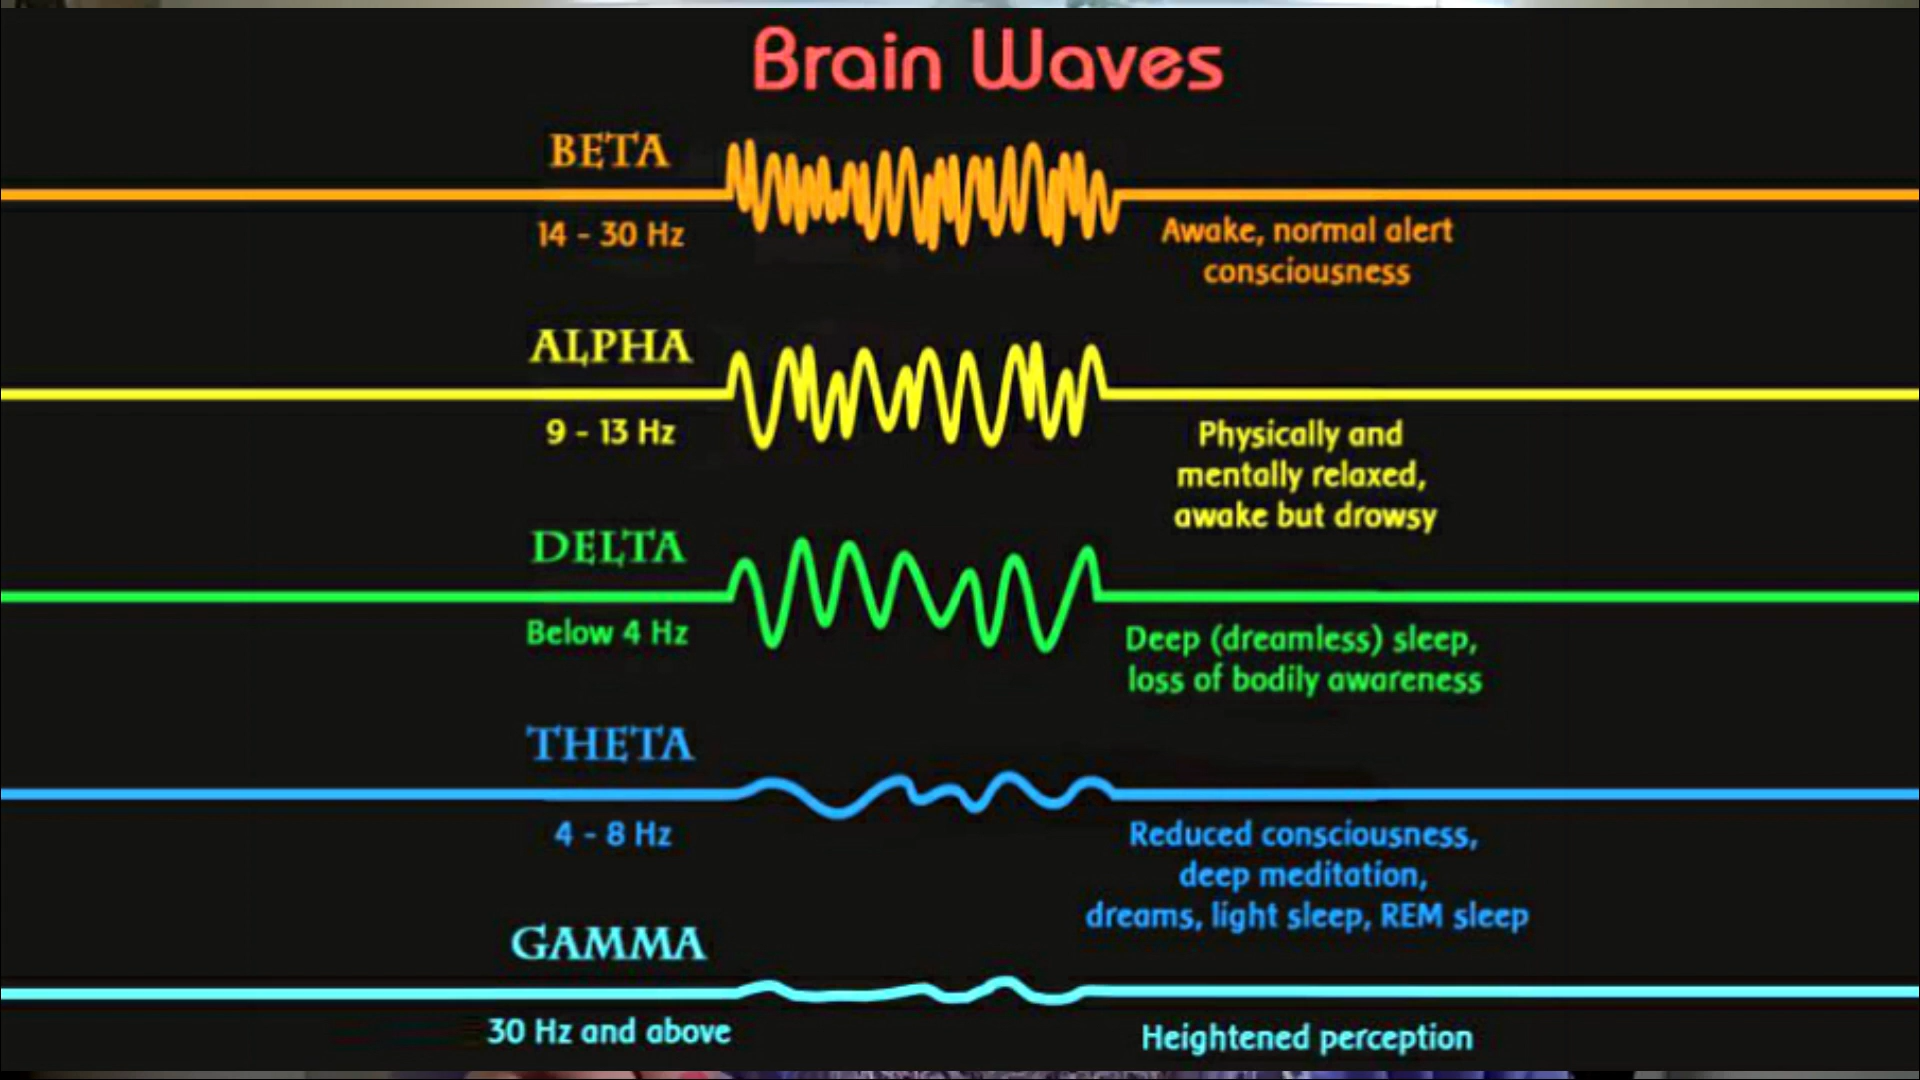 Brain Waves
BETA
14 - 30 Hz
Awake, normal alert
consciousness
ALPHA
9 - 13 Hz
Physically and
mentally relaxed,
awake but drowsy
DELTA
Below 4 Hz
Deep (dreamless) sleep,
loss of bodily awareness
THETA
4 - 8 Hz
Reduced consciousness,
deep meditation,
dreams, light sleep, REM sleep
GAMMA
30 Hz and above
Heightened perception